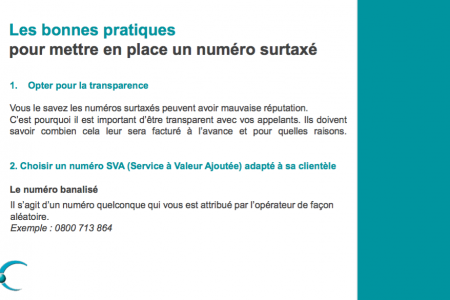 Les bonnes pratiques
pour mettre en place un numéro surtaxé
1. Opter pour la transparence
Vous le savez les numéros surtaxés peuvent avoir mauvaise réputation.
C'est pourquoi il est important d'être transparent avec vos appelants. Ils doivent
savoir combien cela leur sera facturé à l'avance et pour quelles raisons.
2. Choisir un numéro SVA (Service à Valeur Ajoutée) adapté à sa clientèle
Le numéro banalisé
Il s'agit d'un numéro quelconque qui vous est attribué par l'opérateur de façon
aléatoire.
Exemple : 0800 713 864